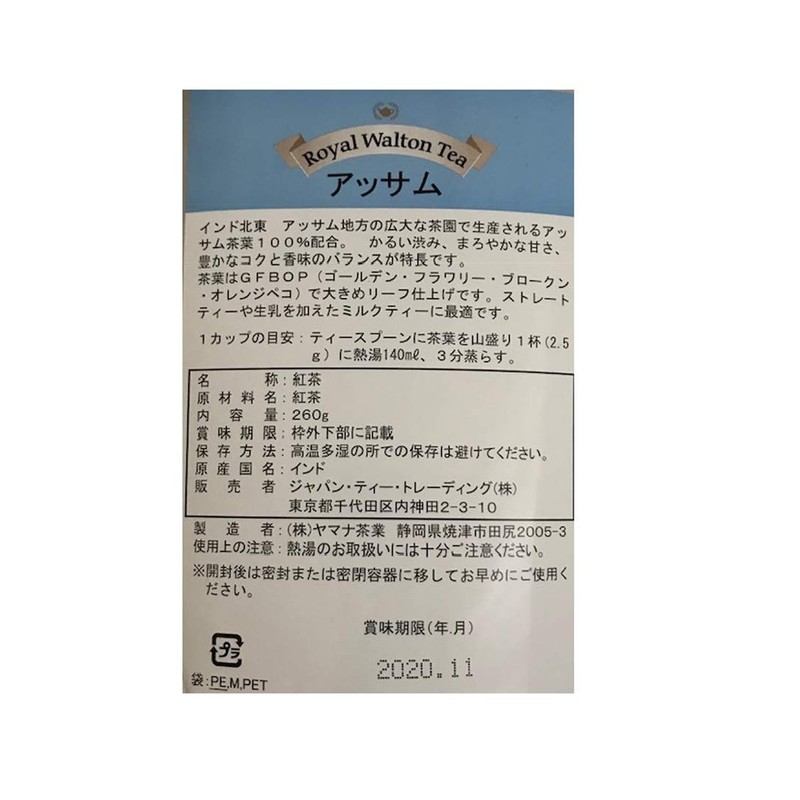 Royal Walton Tea
アッサム
インド北東　アッサム地方の広大な茶園で生産されるアッ
サム茶葉１００％配合。　かるい渋み、まろやかな甘さ、
豊かなコクと香味のバランスが特長です。
茶葉はＧＦＢＯＰ（ゴールデン・フラワリー・ブロークン
・オレンジペコ）で大きめリーフ仕上げです。ストレート
ティーや生乳を加えたミルクティーに最適です。
１カップの目安：ティースプーンに茶葉を山盛り１杯(2.5
ｇ）に熱湯140㎖、３分蒸らす。
名　　　称：紅茶
原材料名：紅茶
内容量：260g
賞味期限：枠外下部に記載
保存方法：高温多湿の所での保存は避けてください。
原産国名：インド
販売者　ジャパン・ティー・トレーディング(株)
東京都千代田区内神田2-3-10
製造者：(株)ヤマナ茶業　静岡県焼津市田尻2005-3
使用上の注意：熱湯のお取扱いには十分ご注意ください。
※開封後は密封または密閉容器に移してお早めにご使用く
ださい。
賞味期限(年.月)
2020.11
プラ
袋：PE,M,PET